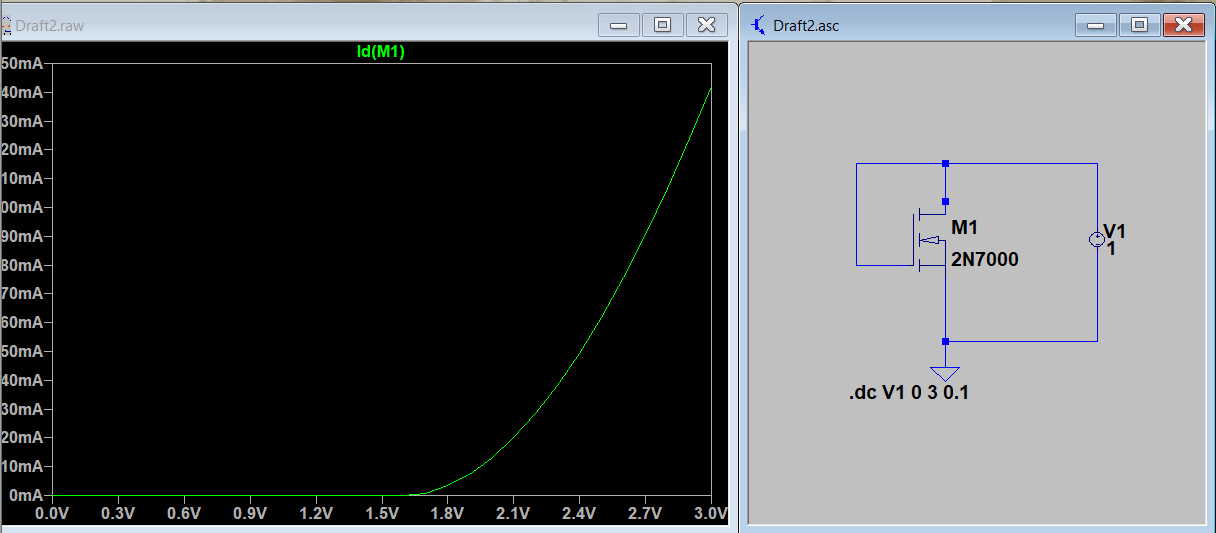 Draft2.raw
Id(M1)
50mA
40mA
30mA
20mA
10mA
00mA
90mA
80mA
70mA
60mA
50mA
40mA
30mA
20mA
10mA
0mA
0.0V 0.3V 0.6V 0.9V 1.2V 1.5V 1.8V 2.1V 2.4V 2.7V 3.0V
Draft2.asc
M1
2N7000
V1
1
.dc V1 0 3 0.1